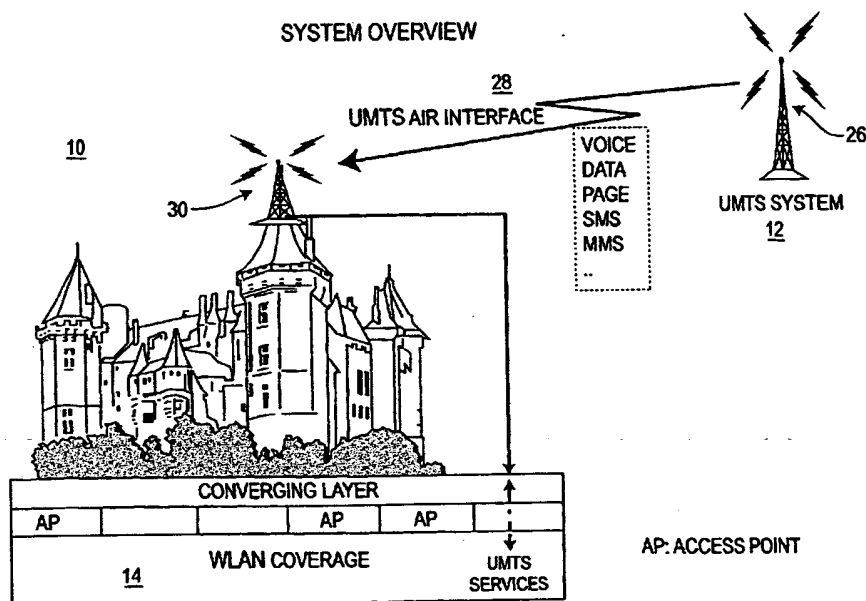 SYSTEM OVERVIEW
28
UMTS AIR INTERFACE
26
10
VOICE
DATA
PAGE
SMS
MMS
..
30
UMTS SYSTEM
12
CONVERGING LAYER
AP
AP
AP
WLAN COVERAGE
14
UMTS
SERVICES
AP: ACCESS POINT